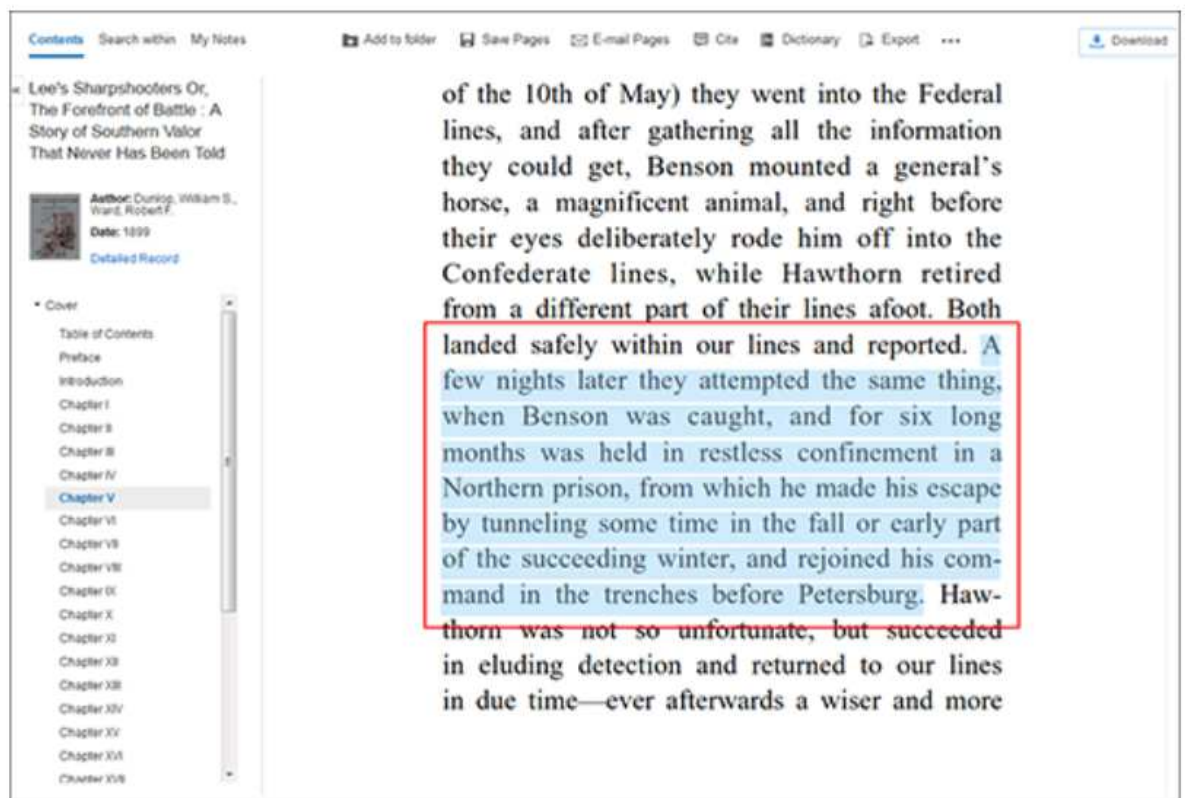 Contents Search within My Notes
Add to folder Save Pages E-mail Pages Cite Dictionary Export ••• Download
« Lee's Sharpshooters Or,
The Forefront of Battle : A
Story of Southern Valor
That Never Has Been Told
Author: Dunlop, William S.,
Ward, Robert F.
Date: 1899
Detailed Record
Cover
Table of Contents
Preface
Introduction
Chapter I
Chapter II
Chapter III
Chapter IV
Chapter V
Chapter VI
Chapter VII
Chapter VIII
Chapter IX
Chapter X
Chapter XI
Chapter XII
Chapter XIII
Chapter XIV
Chapter XV
Chapter XVI
Chapter XVII
of the 10th of May) they went into the Federal
lines, and after gathering all the information
they could get, Benson mounted a general's
horse, a magnificent animal, and right before
their eyes deliberately rode him off into the
Confederate lines, while Hawthorn retired
from a different part of their lines afoot. Both
landed safely within our lines and reported. A
few nights later they attempted the same thing,
when Benson was caught, and for six long
months was held in restless confinement in a
Northern prison, from which he made his escape
by tunneling some time in the fall or early part
of the succeeding winter, and rejoined his com-
mand in the trenches before Petersburg. Haw-
thorn was not so unfortunate, but succeeded
in eluding detection and returned to our lines
in due time—ever afterwards a wiser and more